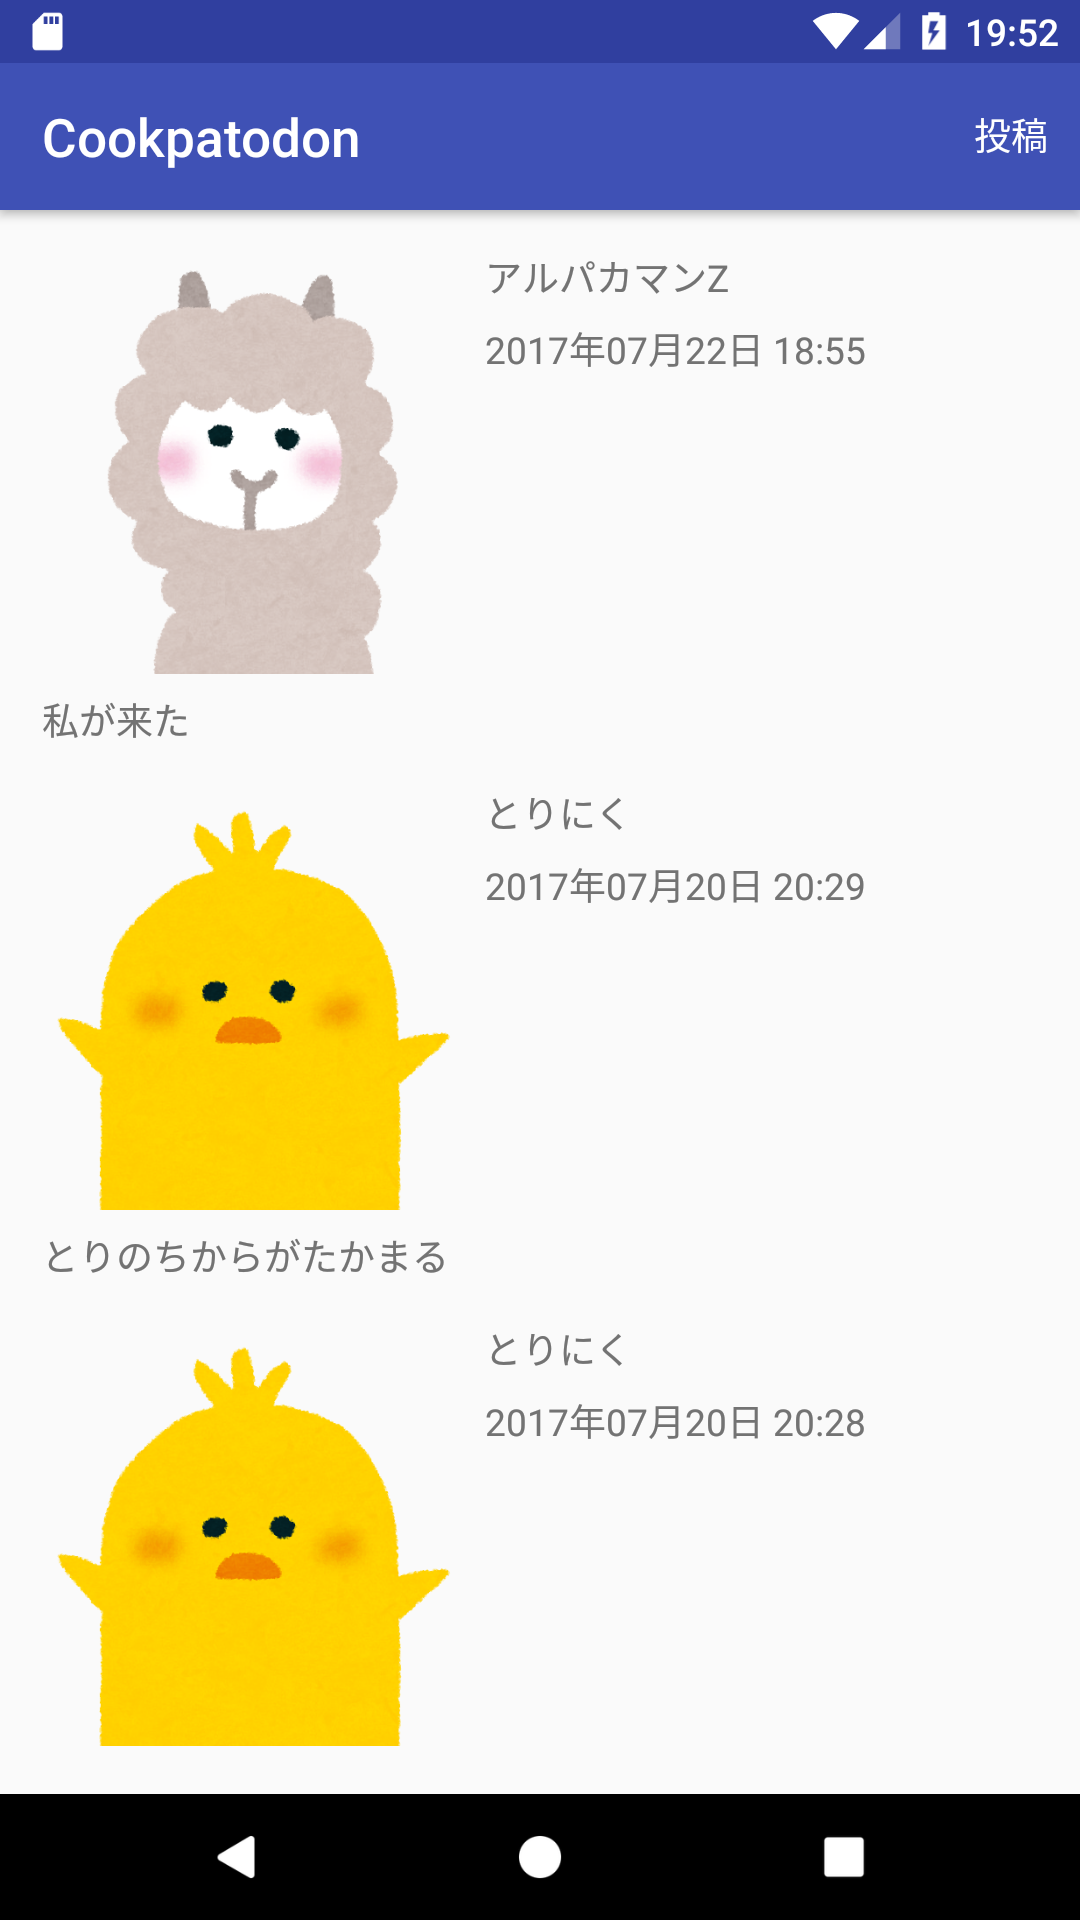 19:52
Cookpatodon
投稿
アルパカマンZ
2017年07月22日 18:55
私が来た
とりにく
2017年07月20日 20:29
とりのちからがたかまる
とりにく
2017年07月20日 20:28